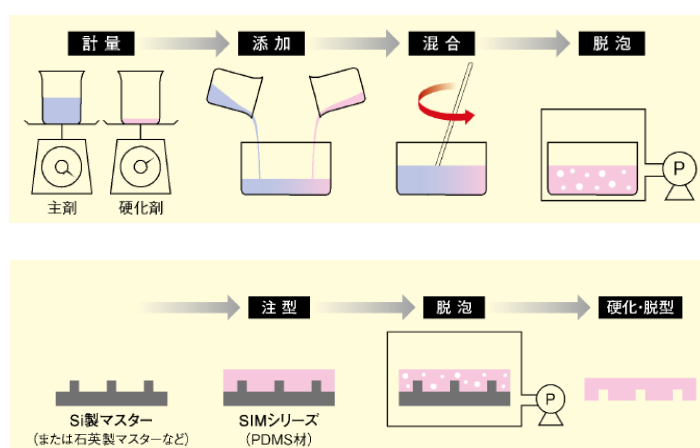 計量
添加
混合
脱泡
P
主剤
硬化剤
注型
脱泡
硬化・脱型
P
Si製マスター
(または石英製マスターなど)
SIMシリーズ
(PDMS材)